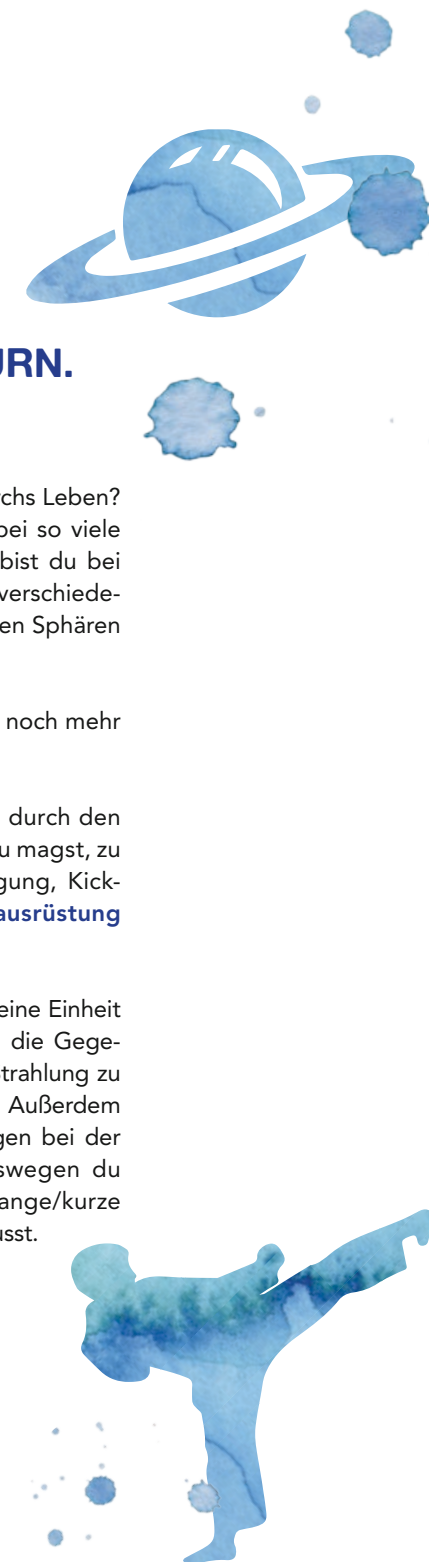 URN.
chs Leben?
bei so viele
bist du bei
verschiede-
en Sphären
noch mehr
durch den
u magst, zu
gung, Kick-
ausrüstung
eine Einheit
die Gege-
trahlung zu
Außerdem
gen bei der
swegen du
ange/kurze
usst.